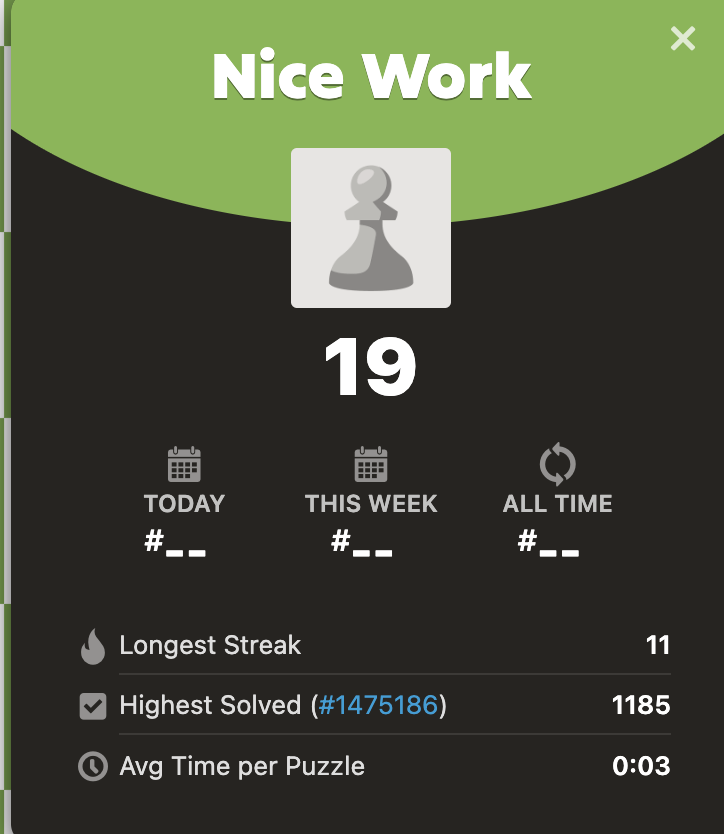 Nice Work
19
TODAY THIS WEEK ALL TIME
#__ #__ #__
Longest Streak 11
Highest Solved (#1475186) 1185
Avg Time per Puzzle 0:03